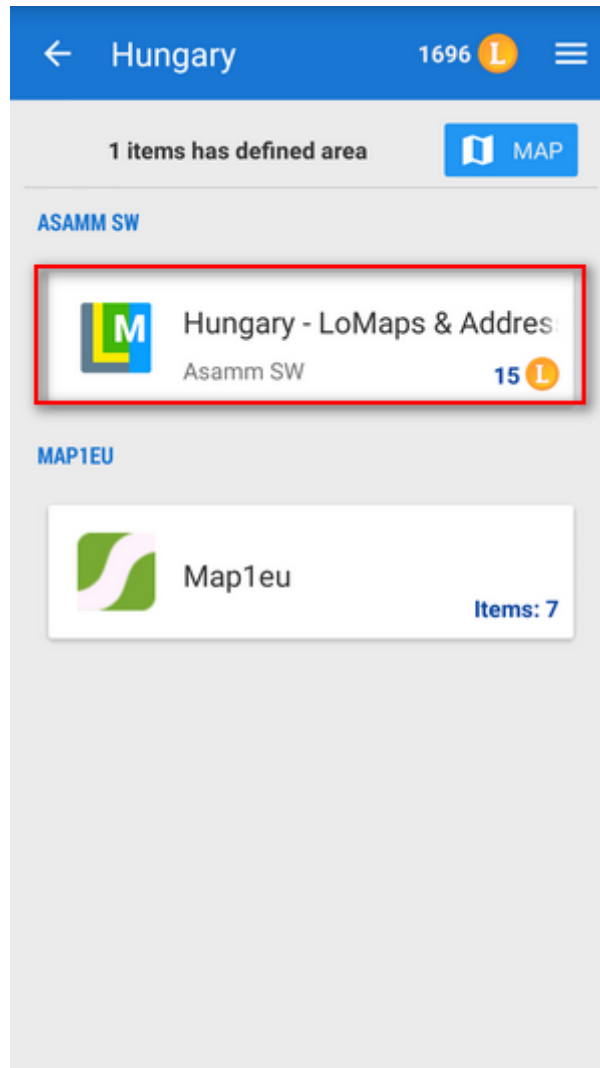 Hungary
1696 L
1 items has defined area
MAP
ASAMM SW
LM
Hungary - LoMaps & Addres
Asamm SW
15 L
MAP1EU
Map1eu
Items: 7